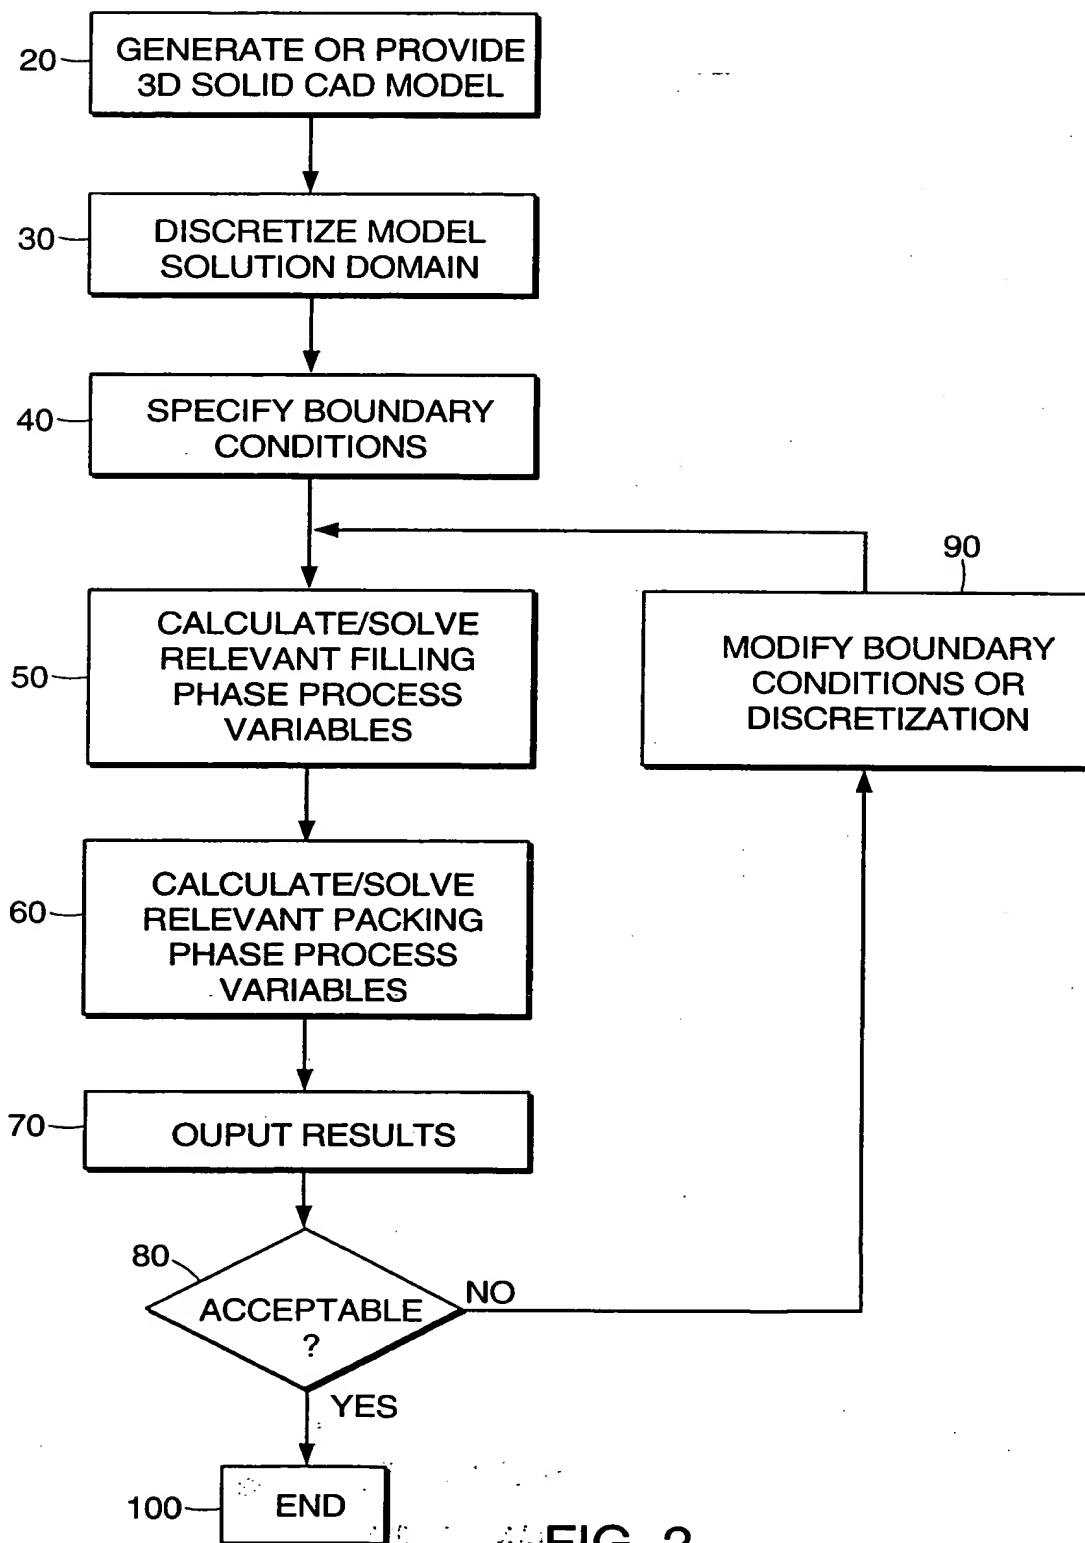 20
GENERATE OR PROVIDE
3D SOLID CAD MODEL
30
DISCRETIZE MODEL
SOLUTION DOMAIN
40
SPECIFY BOUNDARY
CONDITIONS
90
MODIFY BOUNDARY
CONDITIONS OR
DISCRETIZATION
50
CALCULATE/SOLVE
RELEVANT FILLING
PHASE PROCESS
VARIABLES
60
CALCULATE/SOLVE
RELEVANT PACKING
PHASE PROCESS
VARIABLES
70
OUPUT RESULTS
80
ACCEPTABLE
?
NO
YES
100
END
FIG. 2